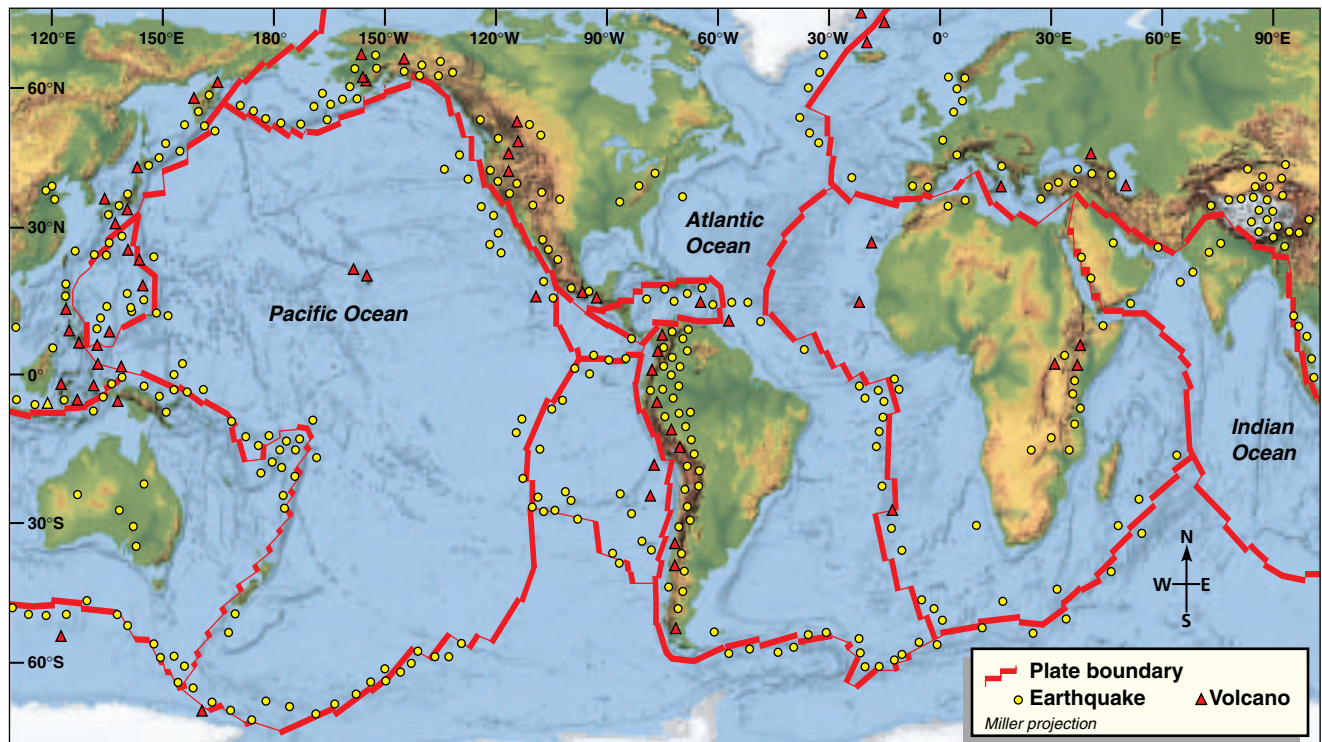 120°E 150°E 180° 150°W 120°W 90°W 60°W 30°W 0° 30°E 60°E 90°E
60°N
30°N
Atlantic
Ocean
Pacific Ocean
0°
Indian
Ocean
30°S
N
W E
S
60°S
Plate boundary
Earthquake Volcano
Miller projection